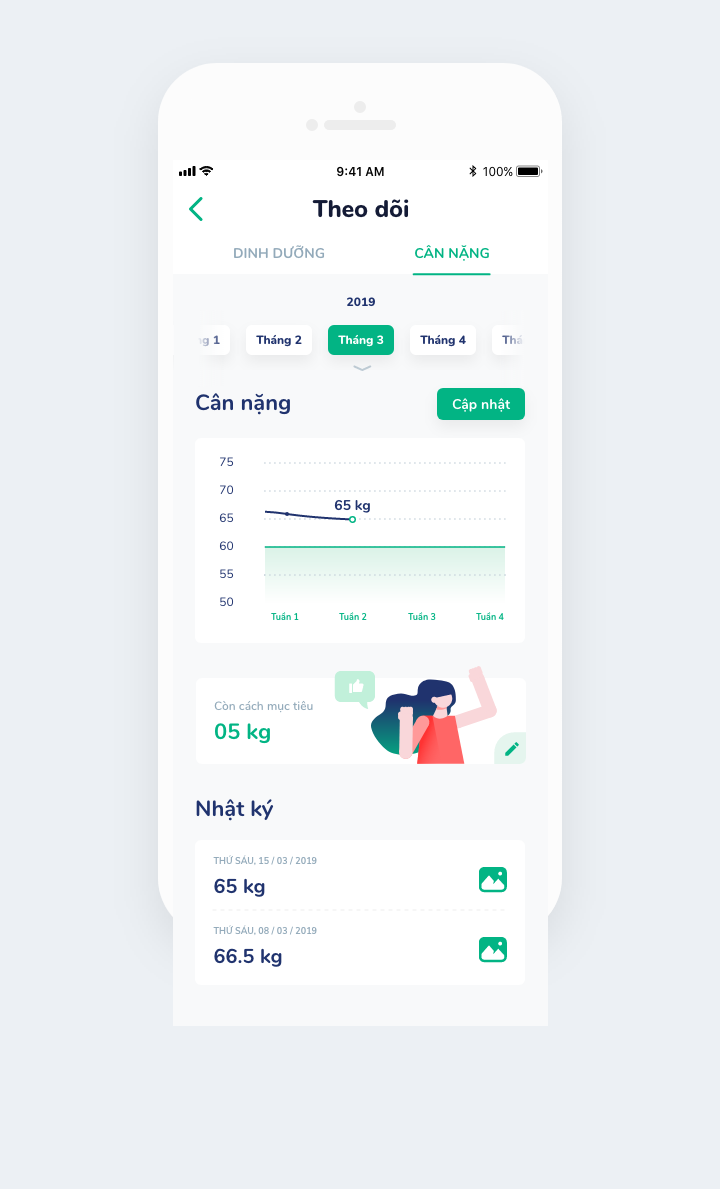 9:41 AM 100%
Theo dõi
DINH DƯỠNG CÂN NẶNG
2019
ng 1 Tháng 2 Tháng 3 Tháng 4 Thá
Cân nặng Cập nhật
75
70
65 kg
65
60
55
50
Tuần 1 Tuần 2 Tuần 3 Tuần 4
Còn cách mục tiêu
05 kg
Nhật ký
THỨ SÁU, 15 / 03 / 2019
65 kg
THỨ SÁU, 08 / 03 / 2019
66.5 kg